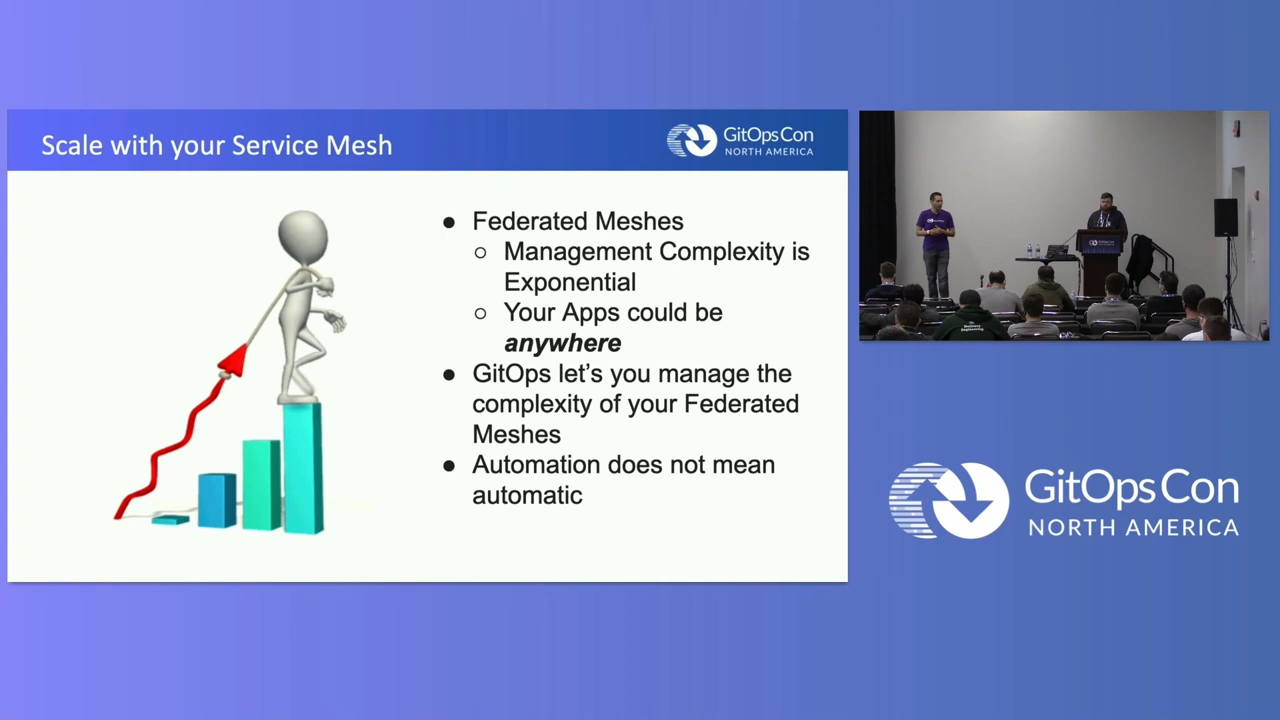 Scale with your Service Mesh
GitOpsCon
NORTH AMERICA
● Federated Meshes
○ Management Complexity is
Exponential
○ Your Apps could be
anywhere
● GitOps let's you manage the
complexity of your Federated
Meshes
● Automation does not mean
automatic
GitOpsCon
NORTH AMERICA